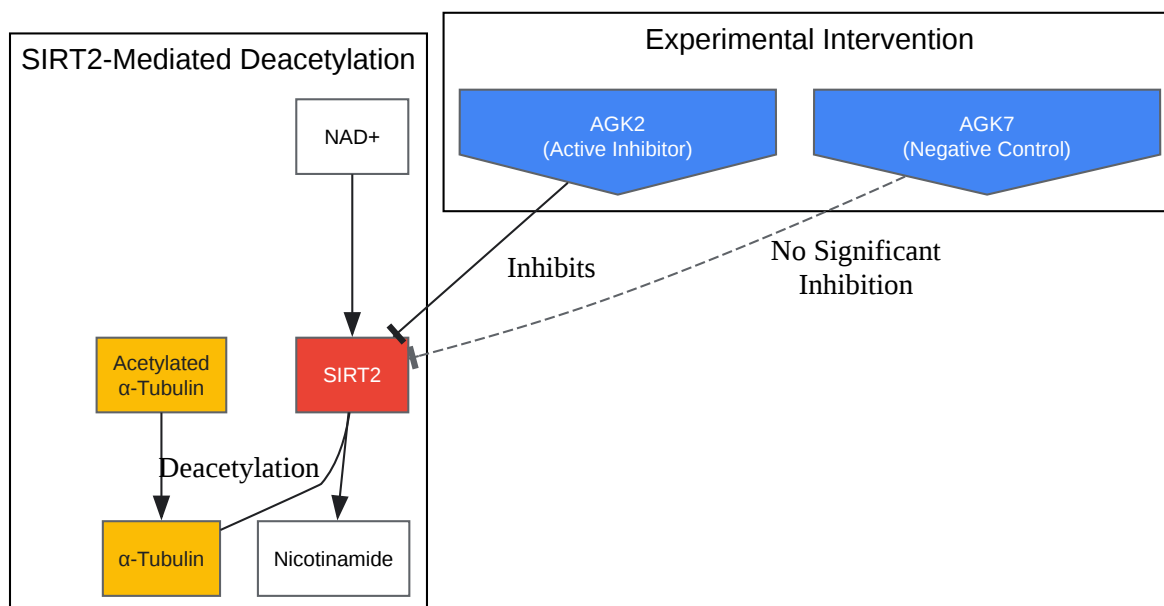 SIRT2-Mediated Deacetylation
Experimental Intervention
NAD+
AGK2
(Active Inhibitor)
AGK7
(Negative Control)
Inhibits
No Significant
Inhibition
Acetylated
α-Tubulin
SIRT2
Deacetylation
α-Tubulin
Nicotinamide